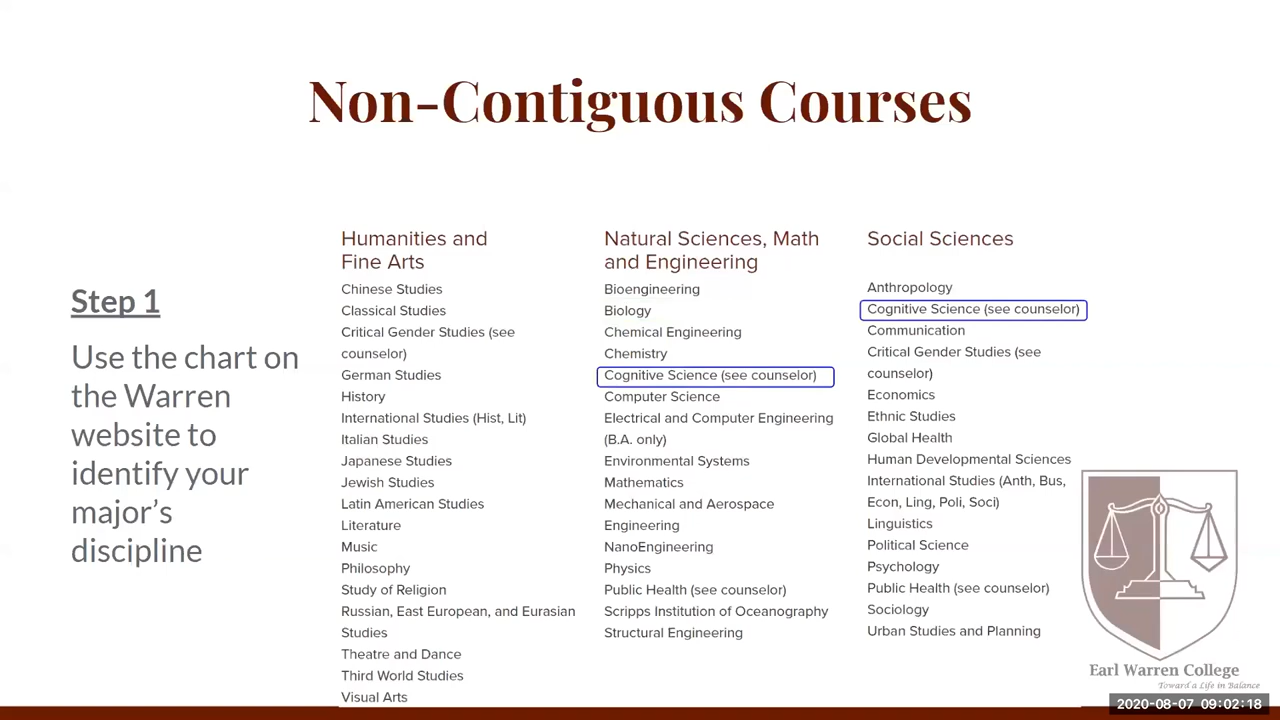 Non-Contiguous Courses
Step 1
Use the chart on
the Warren
website to
identify your
major's
discipline
Humanities and
Fine Arts
Chinese Studies
Classical Studies
Critical Gender Studies (see
counselor)
German Studies
History
International Studies (Hist, Lit)
Italian Studies
Japanese Studies
Jewish Studies
Latin American Studies
Literature
Music
Philosophy
Study of Religion
Russian, East European, and Eurasian
Studies
Theatre and Dance
Third World Studies
Visual Arts
Natural Sciences, Math
and Engineering
Bioengineering
Biology
Chemical Engineering
Chemistry
Cognitive Science (see counselor)
Computer Science
Electrical and Computer Engineering
(B.A. only)
Environmental Systems
Mathematics
Mechanical and Aerospace
Engineering
NanoEngineering
Physics
Public Health (see counselor)
Scripps Institution of Oceanography
Structural Engineering
Social Sciences
Anthropology
Cognitive Science (see counselor)
Communication
Critical Gender Studies (see
counselor)
Economics
Ethnic Studies
Global Health
Human Developmental Sciences
International Studies (Anth, Bus,
Econ, Ling, Poli, Soci)
Linguistics
Political Science
Psychology
Public Health (see counselor)
Sociology
Urban Studies and Planning
Earl Warren College
Toward a Life in Balance
2020-08-07 09:02:18